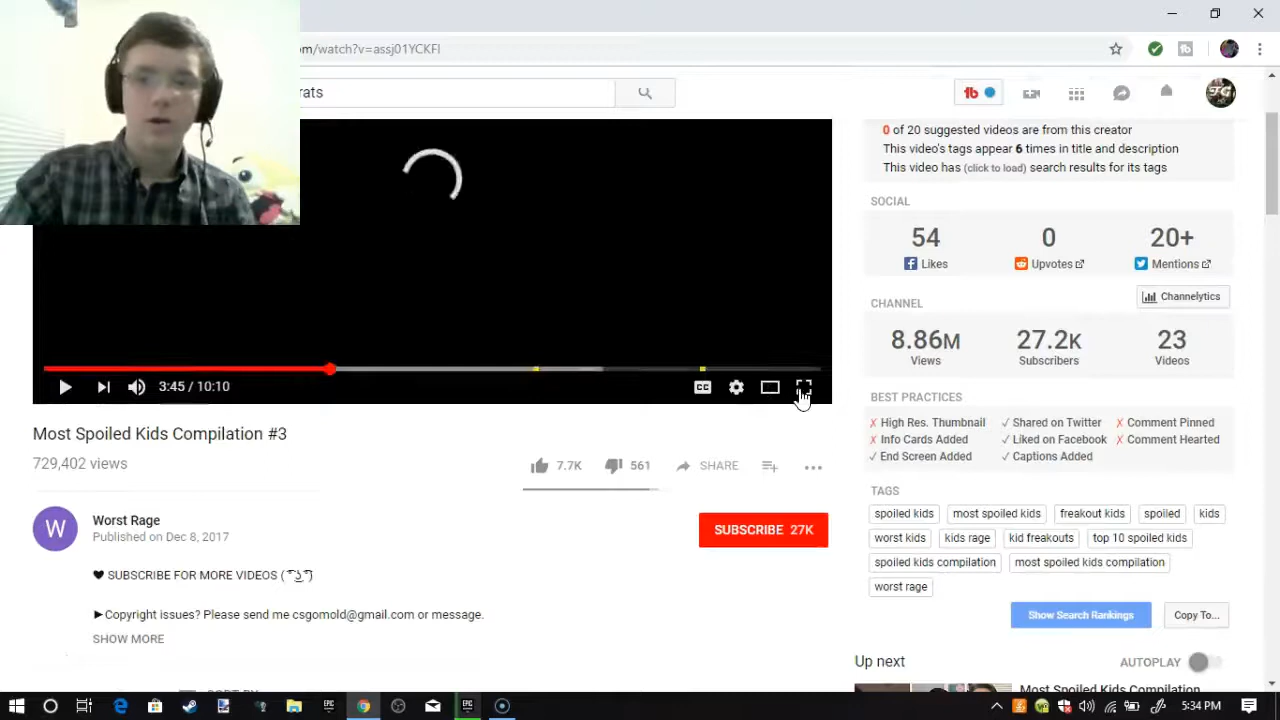 om/watch?v=assj01YCKFI
rats
0 of 20 suggested videos are from this creator
This video's tags appear 6 times in title and description
This video has (click to load) search results for its tags
SOCIAL
54 0 20+
Likes Upvotes Mentions
CHANNEL
Channelytics
8.86M 27.2K 23
Views Subscribers Videos
BEST PRACTICES
✗ High Res. Thumbnail ✓ Shared on Twitter ✗ Comment Pinned
✗ Info Cards Added ✓ Liked on Facebook ✗ Comment Hearted
✓ End Screen Added ✓ Captions Added
TAGS
spoiled kids most spoiled kids freakout kids spoiled kids
worst kids kids rage kid freakouts top 10 spoiled kids
spoiled kids compilation most spoiled kids compilation
worst rage
Show Search Rankings Copy To...
Up next AUTOPLAY
Most Spoiled Kids Compilation
3:45 / 10:10
CC
Most Spoiled Kids Compilation #3
729,402 views
7.7K 561 SHARE
W
Worst Rage
Published on Dec 8, 2017
SUBSCRIBE 27K
❤ SUBSCRIBE FOR MORE VIDEOS ( ͡° ͜ʖ ͡°)
►Copyright issues? Please send me csgomold@gmail.com or message.
SHOW MORE
5:34 PM